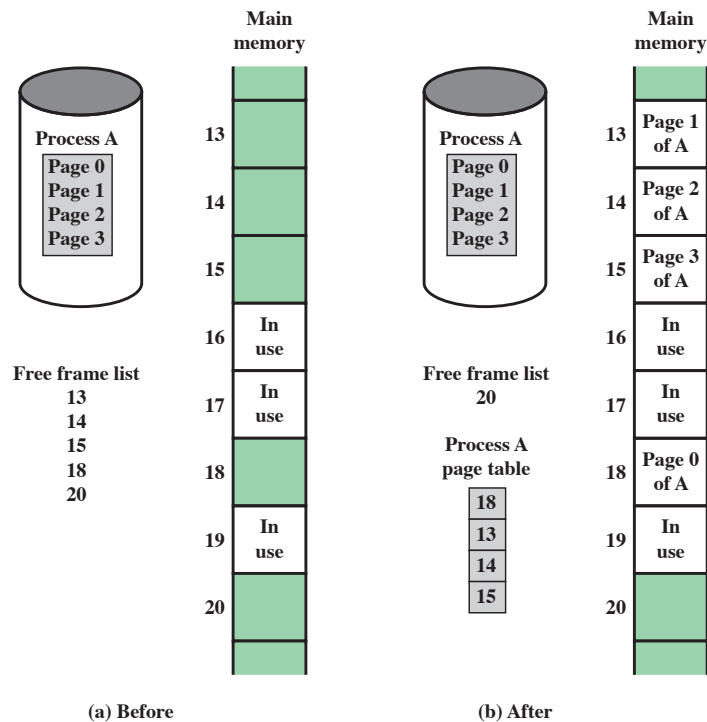 Main
memory
Process A
Page 0
Page 1
Page 2
Page 3
Free frame list
13
14
15
18
20
13
14
15
16
In
use
17
In
use
18
19
In
use
20
(a) Before
Main
memory
Process A
Page 0
Page 1
Page 2
Page 3
Free frame list
20
Process A
page table
18
13
14
15
13
Page 1
of A
14
Page 2
of A
15
Page 3
of A
16
In
use
17
In
use
18
Page 0
of A
19
In
use
20
(b) After